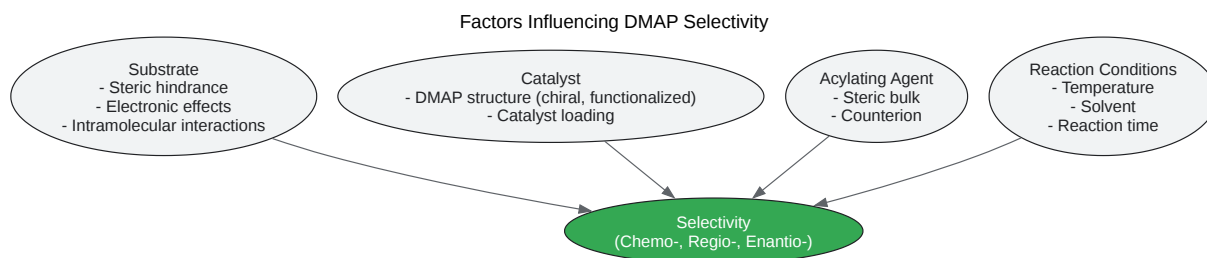 Factors Influencing DMAP Selectivity
Substrate
- Steric hindrance
- Electronic effects
- Intramolecular interactions
Catalyst
- DMAP structure (chiral, functionalized)
- Catalyst loading
Acylating Agent
- Steric bulk
- Counterion
Reaction Conditions
- Temperature
- Solvent
- Reaction time
Selectivity
(Chemo-, Regio-, Enantio-)